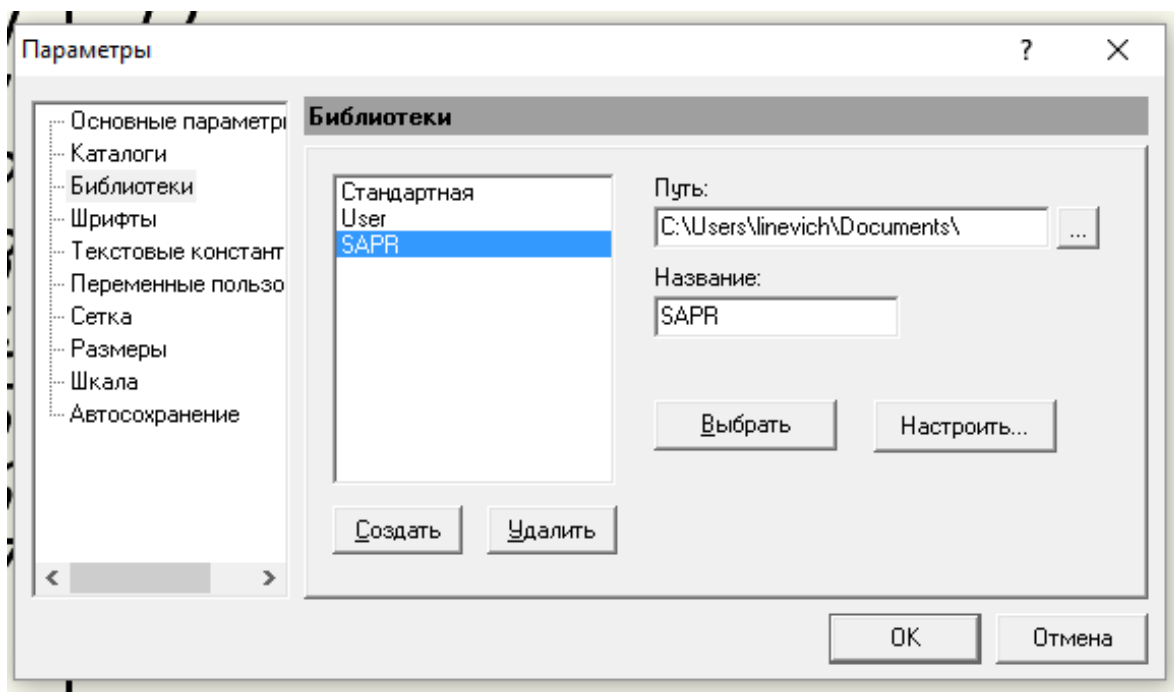 Параметры
?
Основные параметры
Каталоги
Библиотеки
Шрифты
Текстовые констант
Переменные пользо
Сетка
Размеры
Шкала
Автосохранение
Библиотеки
Стандартная
User
SAPR
Путь:
C:\Users\linevich\Documents\
...
Название:
SAPR
Выбрать
Настроить...
Создать
Удалить
OK
Отмена